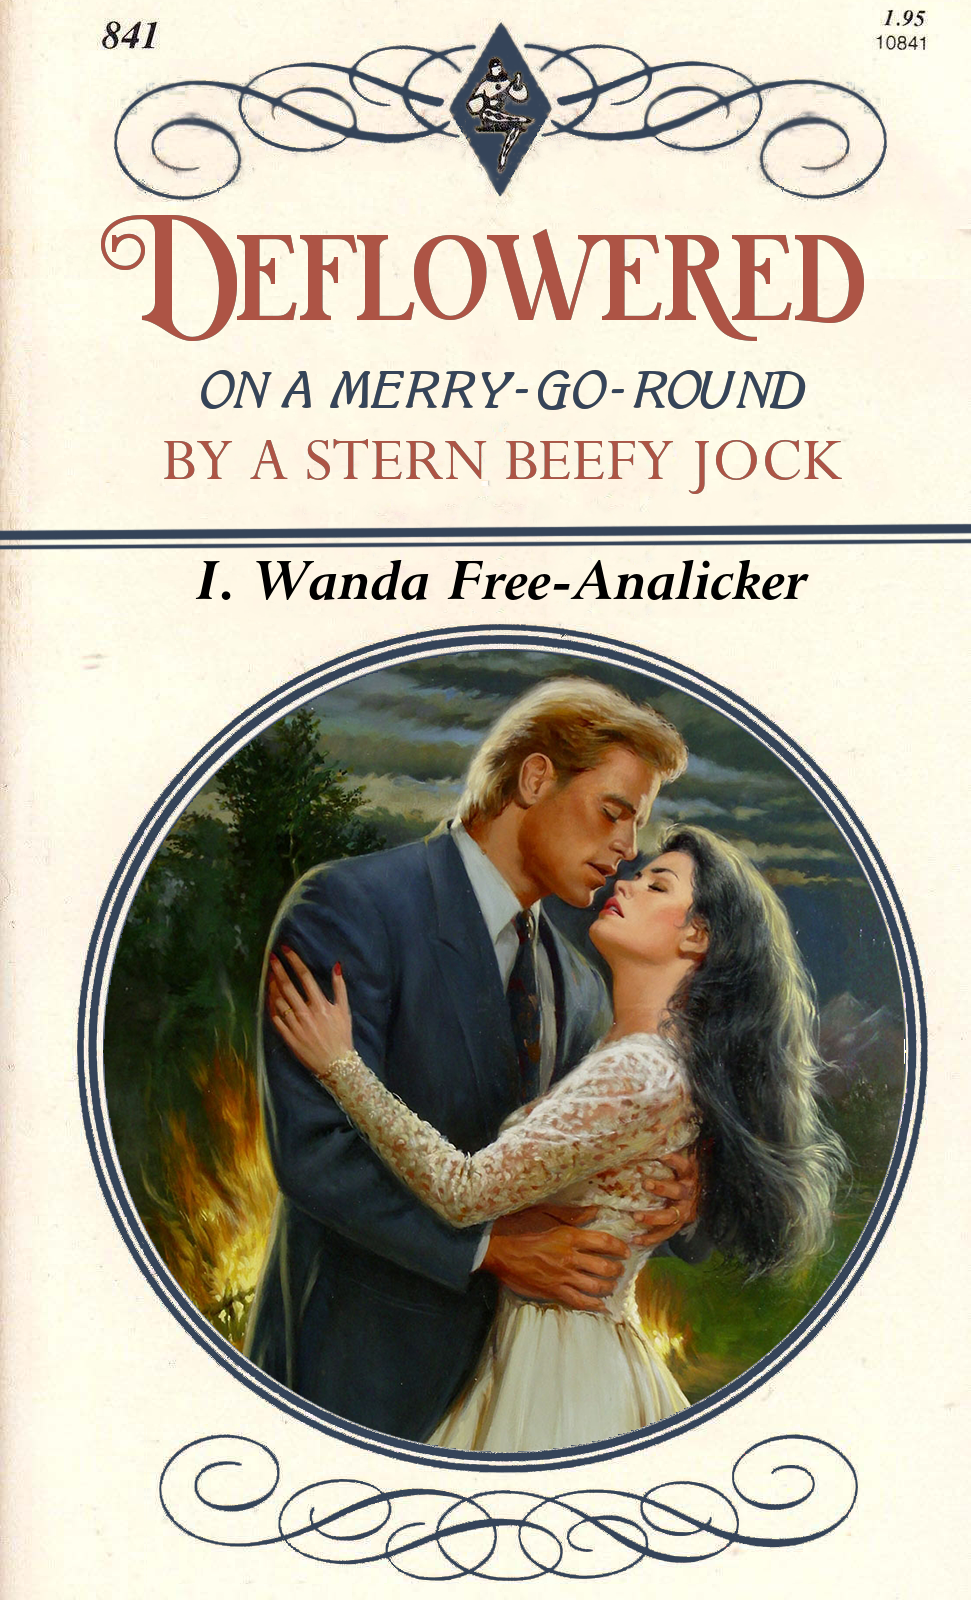 841
1.95
10841
DEFLOWERED
ON A MERRY-GO-ROUND
BY A STERN BEEFY JOCK
I. Wanda Free-Analicker